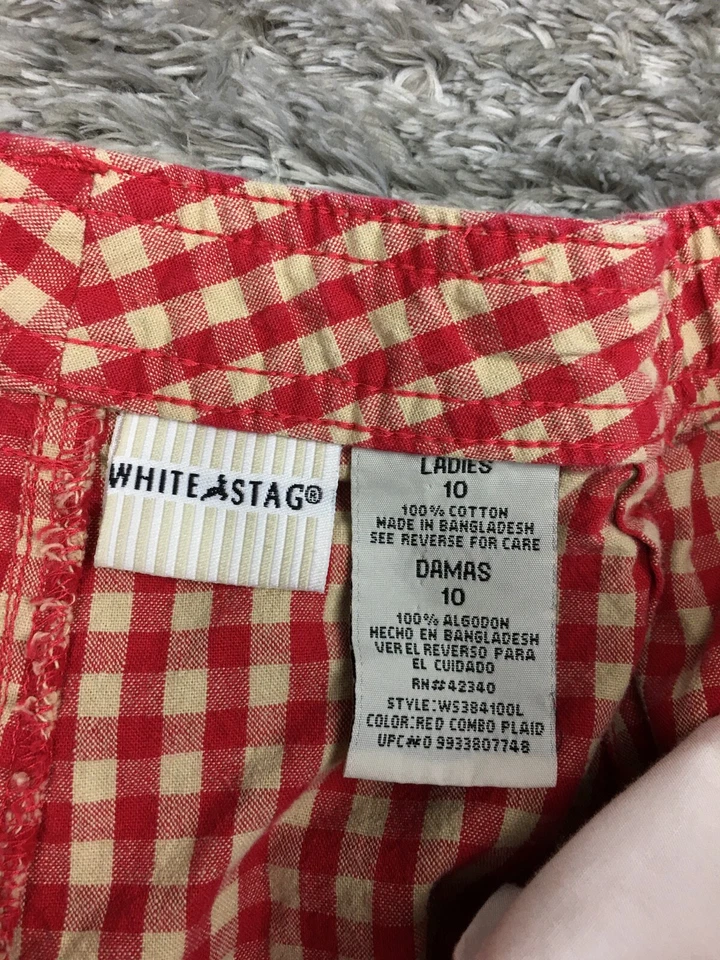 WHITE STAG®
LADIES
10
100% COTTON
MADE IN BANGLADESH
SEE REVERSE FOR CARE
DAMAS
10
100% ALGODON
HECHO EN BANGLADESH
VER EL REVERSO PARA
EL CUIDADO
RN#42340
STYLE:WS384100L
COLOR:RED COMBO PLAID
UPC#0 9933807748